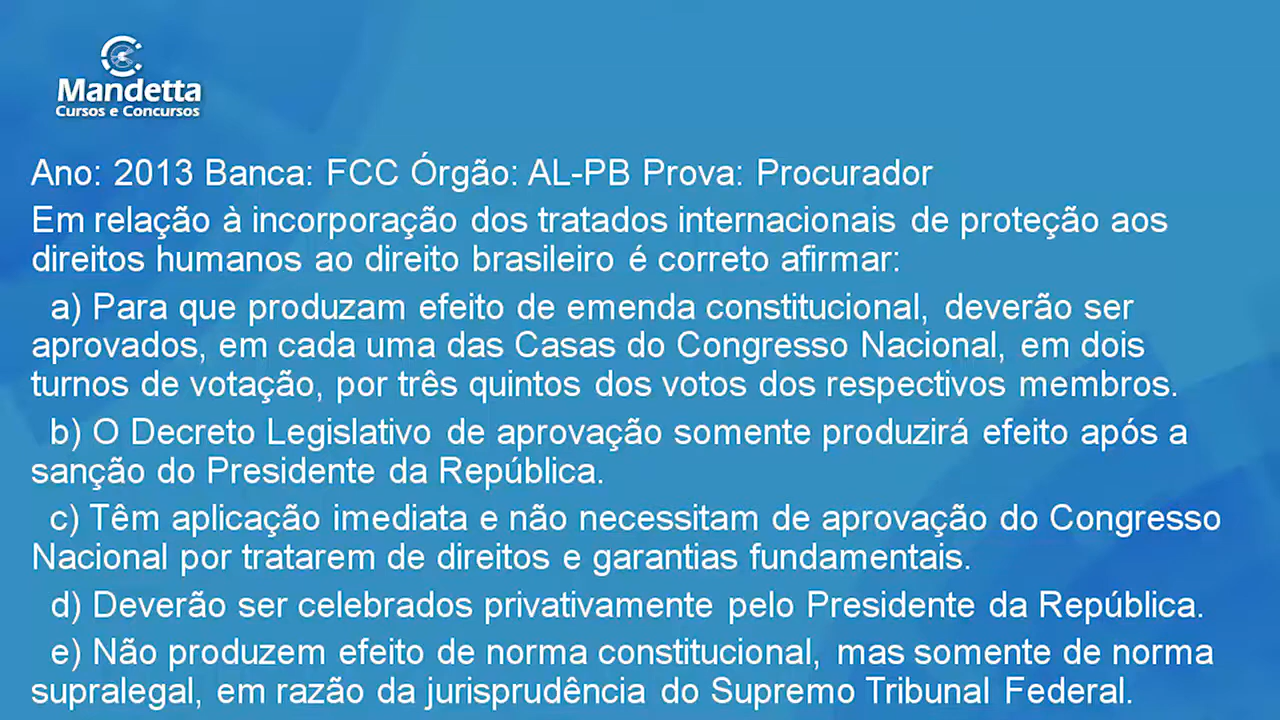 Mandetta
Cursos e Concursos
Ano: 2013 Banca: FCC Órgão: AL-PB Prova: Procurador
Em relação à incorporação dos tratados internacionais de proteção aos
direitos humanos ao direito brasileiro é correto afirmar:
a) Para que produzam efeito de emenda constitucional, deverão ser
aprovados, em cada uma das Casas do Congresso Nacional, em dois
turnos de votação, por três quintos dos votos dos respectivos membros.
b) O Decreto Legislativo de aprovação somente produzirá efeito após a
sanção do Presidente da República.
c) Têm aplicação imediata e não necessitam de aprovação do Congresso
Nacional por tratarem de direitos e garantias fundamentais.
d) Deverão ser celebrados privativamente pelo Presidente da República.
e) Não produzem efeito de norma constitucional, mas somente de norma
supralegal, em razão da jurisprudência do Supremo Tribunal Federal.